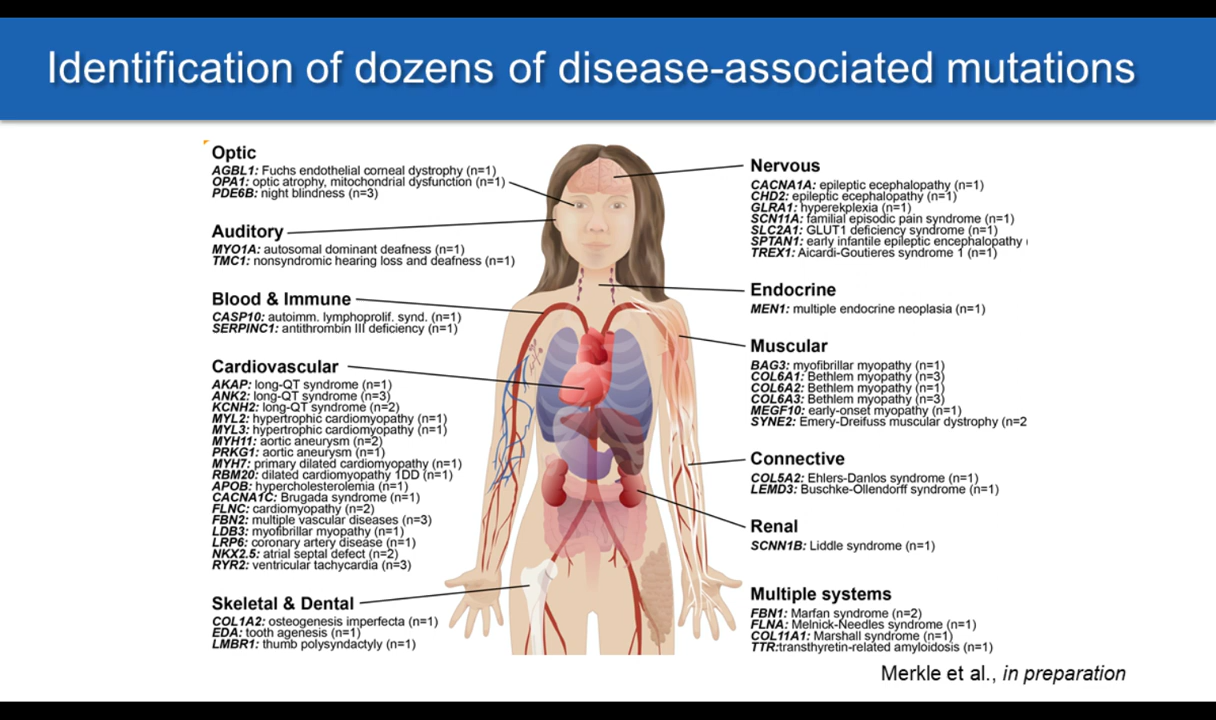 Identification of dozens of disease-associated mutations
Optic
AGBL1: Fuchs endothelial corneal dystrophy (n=1)
OPA1: optic atrophy, mitochondrial dysfunction (n=1)
PDE6B: night blindness (n=3)
Auditory
MYO1A: autosomal dominant deafness (n=1)
TMC1: nonsyndromic hearing loss and deafness (n=1)
Blood & Immune
CASP10: autoimm. lymphoprolif. synd. (n=1)
SERPINC1: antithrombin III deficiency (n=1)
Cardiovascular
AKAP: long-QT syndrome (n=1)
ANK2: long-QT syndrome (n=3)
KCNH2: long-QT syndrome (n=2)
MYL2: hypertrophic cardiomyopathy (n=1)
MYL3: hypertrophic cardiomyopathy (n=1)
MYH11: aortic aneurysm (n=2)
PRKG1: aortic aneurysm (n=1)
MYH7: primary dilated cardiomyopathy (n=1)
RBM20: dilated cardiomyopathy 1DD (n=1)
APOB: hypercholesterolemia (n=1)
CACNA1C: Brugada syndrome (n=1)
FLNC: cardiomyopathy (n=2)
FBN2: multiple vascular diseases (n=3)
LDB3: myofibrillar myopathy (n=1)
LRP6: coronary artery disease (n=1)
NKX2.5: atrial septal defect (n=2)
RYR2: ventricular tachycardia (n=3)
Skeletal & Dental
COL1A2: osteogenesis imperfecta (n=1)
EDA: tooth agenesis (n=1)
LMBR1: thumb polysyndactyly (n=1)
Nervous
CACNA1A: epileptic ecephalopathy (n=1)
CHD2: epileptic ecephalopathy (n=1)
GLRA1: hyperekplexia (n=1)
SCN11A: familial episodic pain syndrome (n=1)
SLC2A1: GLUT1 deficiency syndrome (n=1)
SPTAN1: early infantile epileptic encephalopathy (
TREX1: Aicardi-Goutieres syndrome 1 (n=1)
Endocrine
MEN1: multiple endocrine neoplasia (n=1)
Muscular
BAG3: myofibrillar myopathy (n=1)
COL6A1: Bethlem myopathy (n=3)
COL6A2: Bethlem myopathy (n=1)
COL6A3: Bethlem myopathy (n=3)
MEGF10: early-onset myopathy (n=1)
SYNE2: Emery-Dreifuss muscular dystrophy (n=2
Connective
COL5A2: Ehlers-Danlos syndrome (n=1)
LEMD3: Buschke-Ollendorff syndrome (n=1)
Renal
SCNN1B: Liddle syndrome (n=1)
Multiple systems
FBN1: Marfan syndrome (n=2)
FLNA: Melnick-Needles syndrome (n=1)
COL11A1: Marshall syndrome (n=1)
TTR:transthyretin-related amyloidosis (n=1)
Merkle et al., in preparation